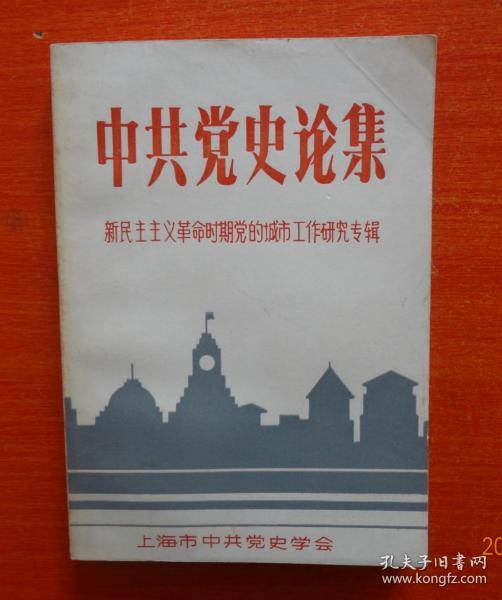 中共党史论集
新民主主义革命时期党的城市工作研究专辑
上海市中共党史学会
20
孔夫子旧书网
www.kongfz.com